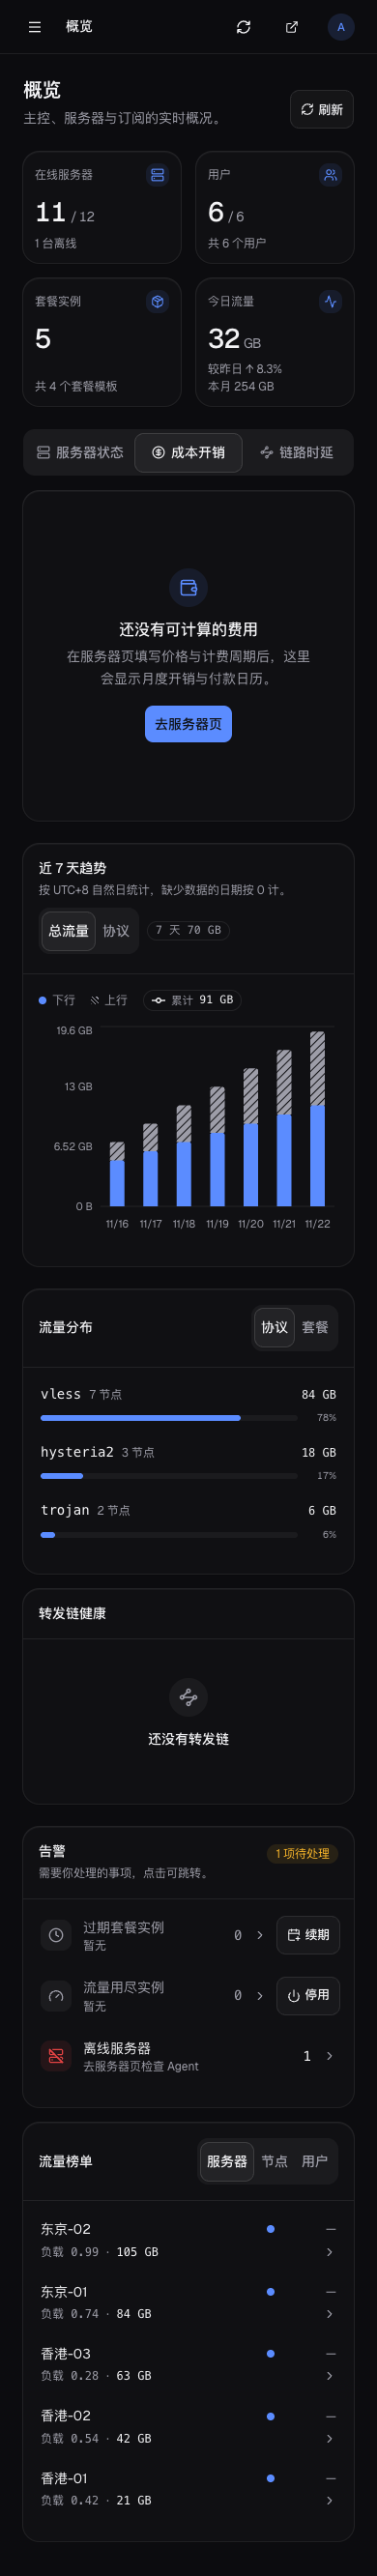 概览
A
概览
主控、服务器与订阅的实时概况。
刷新
在线服务器
11 / 12
1 台离线
用户
6 / 6
共 6 个用户
套餐实例
5
共 4 个套餐模板
今日流量
32 GB
较昨日 ↑ 8.3%
本月 254 GB
服务器状态
成本开销
链路时延
还没有可计算的费用
在服务器页填写价格与计费周期后，这里
会显示月度开销与付款日历。
去服务器页
近 7 天趋势
按 UTC+8 自然日统计，缺少数据的日期按 0 计。
总流量 协议 7 天 70 GB
下行 上行 累计 91 GB
19.6 GB
13 GB
6.52 GB
0 B
11/16 11/17 11/18 11/19 11/20 11/21 11/22
流量分布
协议 套餐
vless 7 节点 84 GB
78%
hysteria2 3 节点 18 GB
17%
trojan 2 节点 6 GB
6%
转发链健康
还没有转发链
告警
需要你处理的事项，点击可跳转。
1 项待处理
过期套餐实例
暂无
0
续期
流量用尽实例
暂无
0
停用
离线服务器
去服务器页检查 Agent
1
流量榜单
服务器 节点 用户
东京-02 —
负载 0.99 · 105 GB
东京-01 —
负载 0.74 · 84 GB
香港-03 —
负载 0.28 · 63 GB
香港-02 —
负载 0.54 · 42 GB
香港-01 —
负载 0.42 · 21 GB